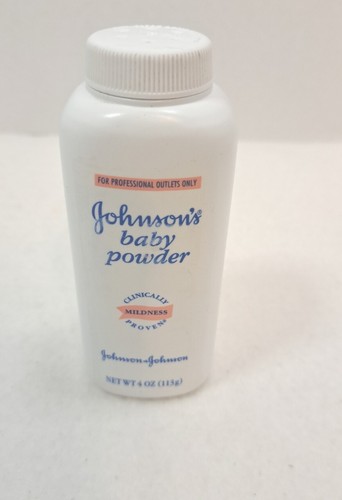 FOR PROFESSIONAL OUTLETS ONLY
Johnson's®
baby
powder
CLINICALLY
MILDNESS
PROVEN
Johnson & Johnson
NET WT 4 OZ (113g)